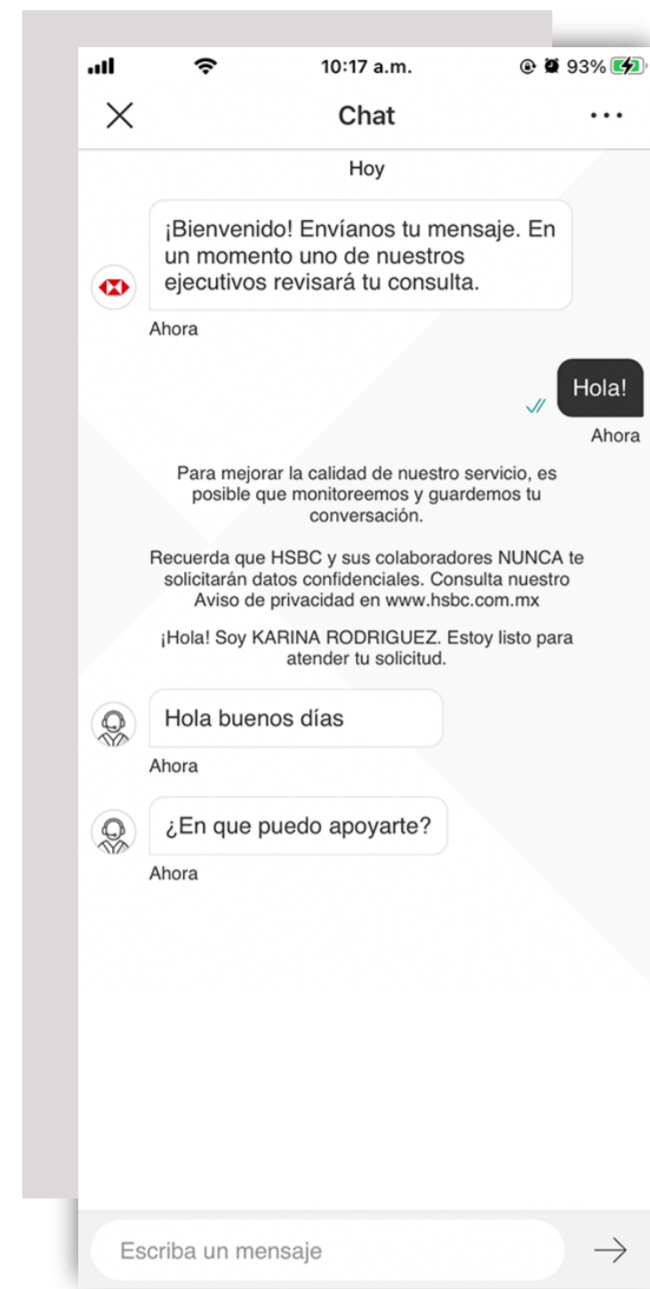 10:17 a.m.
93%
Chat
Hoy
¡Bienvenido! Envíanos tu mensaje. En
un momento uno de nuestros
ejecutivos revisará tu consulta.
Ahora
Hola!
Ahora
Para mejorar la calidad de nuestro servicio, es
posible que monitoreemos y guardemos tu
conversación.
Recuerda que HSBC y sus colaboradores NUNCA te
solicitarán datos confidenciales. Consulta nuestro
Aviso de privacidad en www.hsbc.com.mx
¡Hola! Soy KARINA RODRIGUEZ. Estoy listo para
atender tu solicitud.
Hola buenos días
Ahora
¿En que puedo apoyarte?
Ahora
Escriba un mensaje